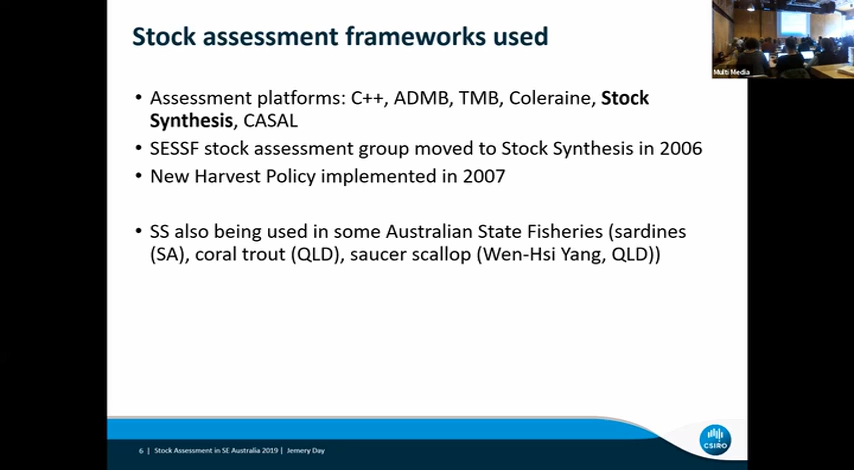 Stock assessment frameworks used
Multi Media
• Assessment platforms: C++, ADMB, TMB, Coleraine, Stock
Synthesis, CASAL
• SESSF stock assessment group moved to Stock Synthesis in 2006
• New Harvest Policy implemented in 2007
• SS also being used in some Australian State Fisheries (sardines
(SA), coral trout (QLD), saucer scallop (Wen-Hsi Yang, QLD))
6 | Stock Assessment in SE Australia 2019 | Jemery Day
CSIRO